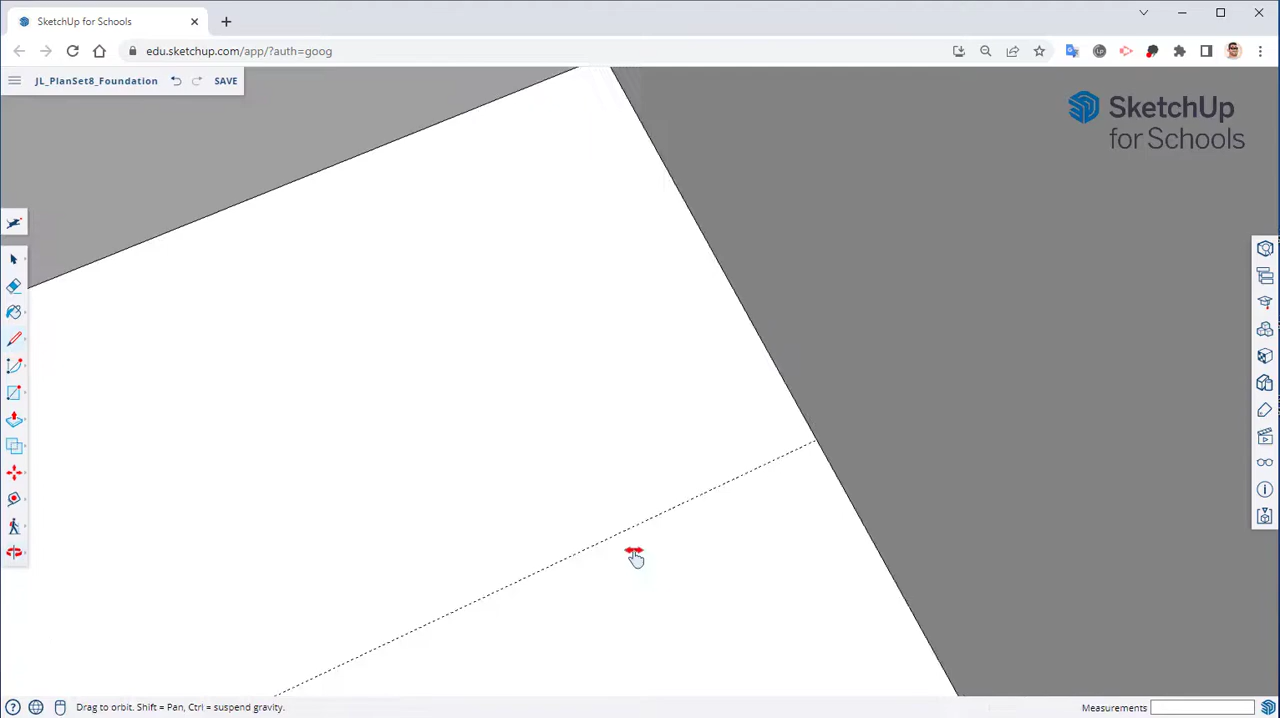 SketchUp for Schools
edu.sketchup.com/app/?auth=goog
JL_PlanSet8_Foundation
SAVE
SketchUp
for Schools
Drag to orbit. Shift = Pan, Ctrl = suspend gravity.
Measurements